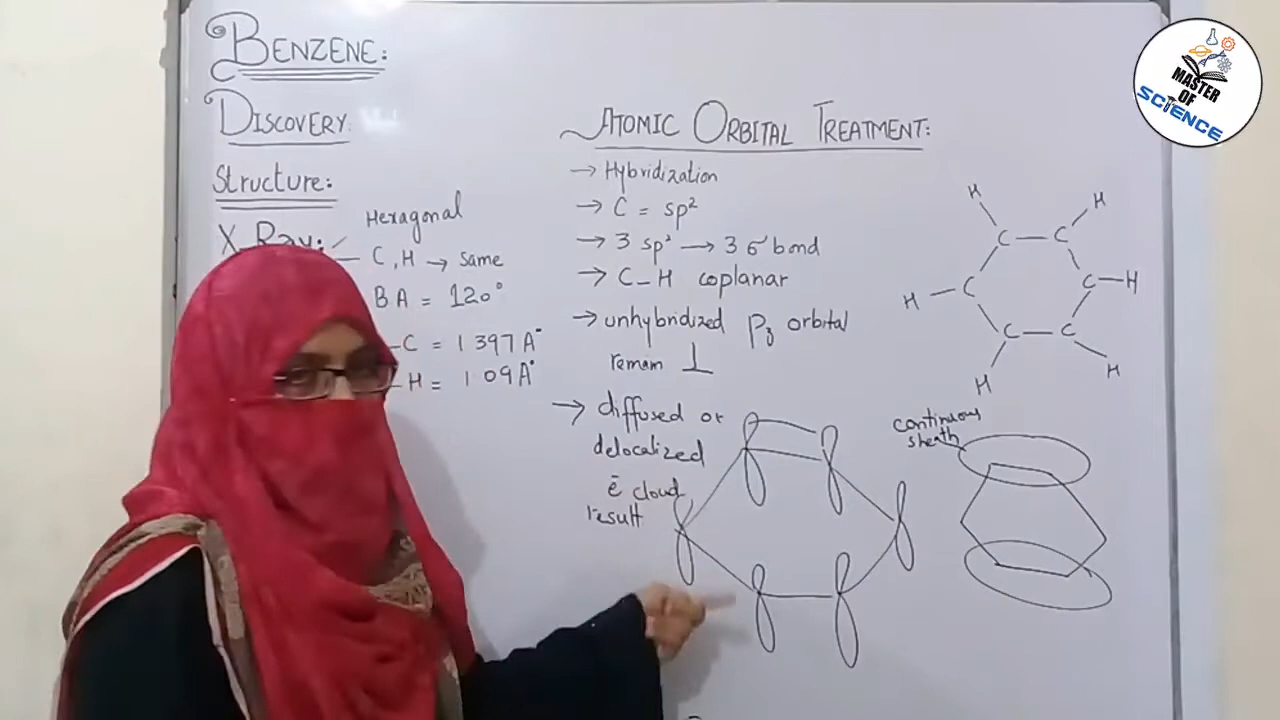 BENZENE:
DISCOVERY:
Structure:
X-Ray:
Hexagonal
C, H → same
BA = 120°
-C = 1 397 A°
-H = 1 09 A°
ATOMIC ORBITAL TREATMENT:
→ Hybridization
→ C = sp²
→ 3 sp² → 3 σ bond
→ C-H coplanar
→ unhybridized Pz orbital
remain ⊥
→ diffused or
delocalized
ē cloud
result
H H
C - C
H - C C - H
C - C
H H
continuous
sheath
MASTER
OF
SCIENCE